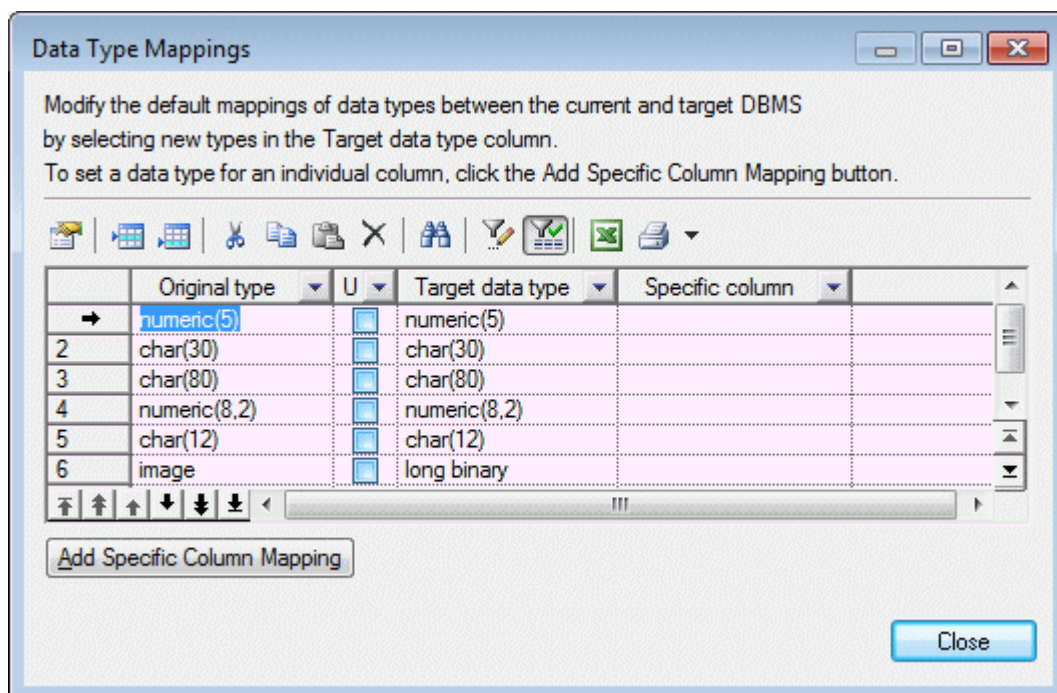 Data Type Mappings
Modify the default mappings of data types between the current and target DBMS
by selecting new types in the Target data type column.
To set a data type for an individual column, click the Add Specific Column Mapping button.
Original type U Target data type Specific column
numeric(5) numeric(5)
2 char(30) char(30)
3 char(80) char(80)
4 numeric(8,2) numeric(8,2)
5 char(12) char(12)
6 image long binary
Add Specific Column Mapping
Close